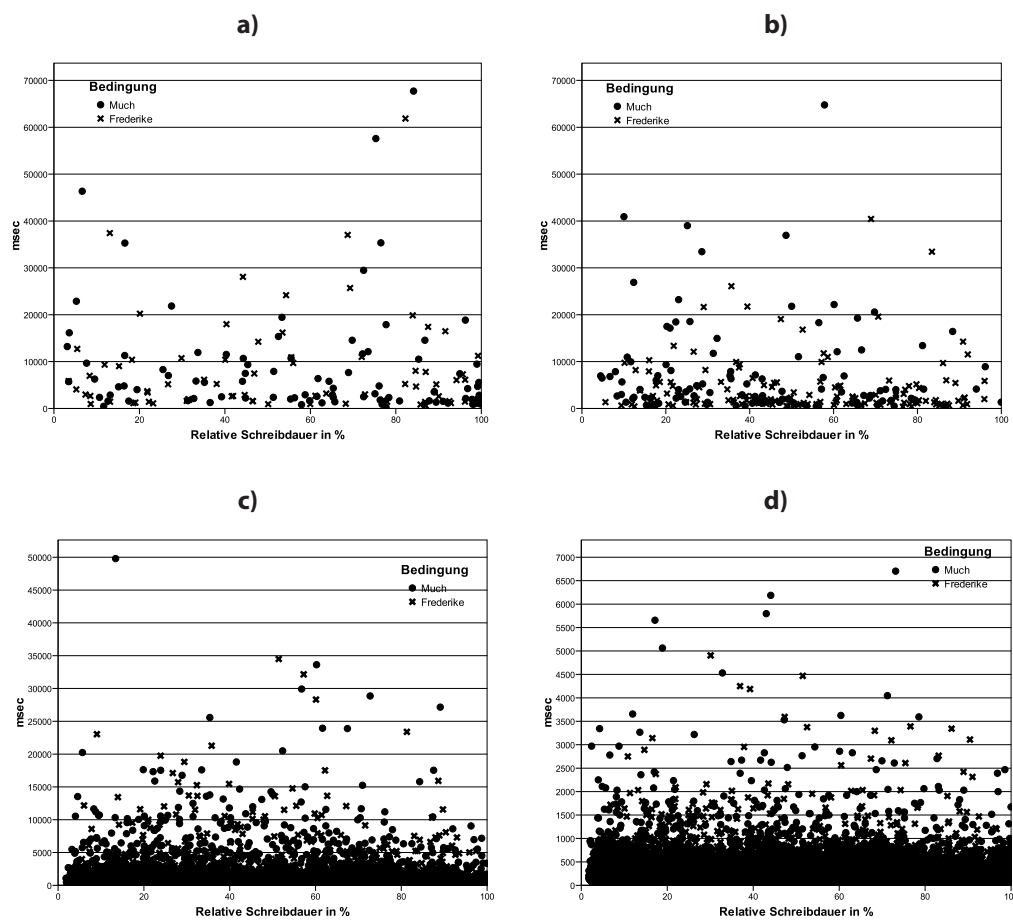 a)
70000
60000
50000
40000
30000
20000
10000
0
msec
Bedingung
Much
Frederike
0 20 40 60 80 100
Relative Schreibdauer in %
b)
70000
60000
50000
40000
30000
20000
10000
0
msec
Bedingung
Much
Frederike
0 20 40 60 80 100
Relative Schreibdauer in %
c)
50000
45000
40000
35000
30000
25000
20000
15000
10000
5000
0
msec
Bedingung
Much
Frederike
0 20 40 60 80 100
Relative Schreibdauer in %
d)
7000
6500
6000
5500
5000
4500
4000
3500
3000
2500
2000
1500
1000
500
0
msec
Bedingung
Much
Frederike
0 20 40 60 80 100
Relative Schreibdauer in %